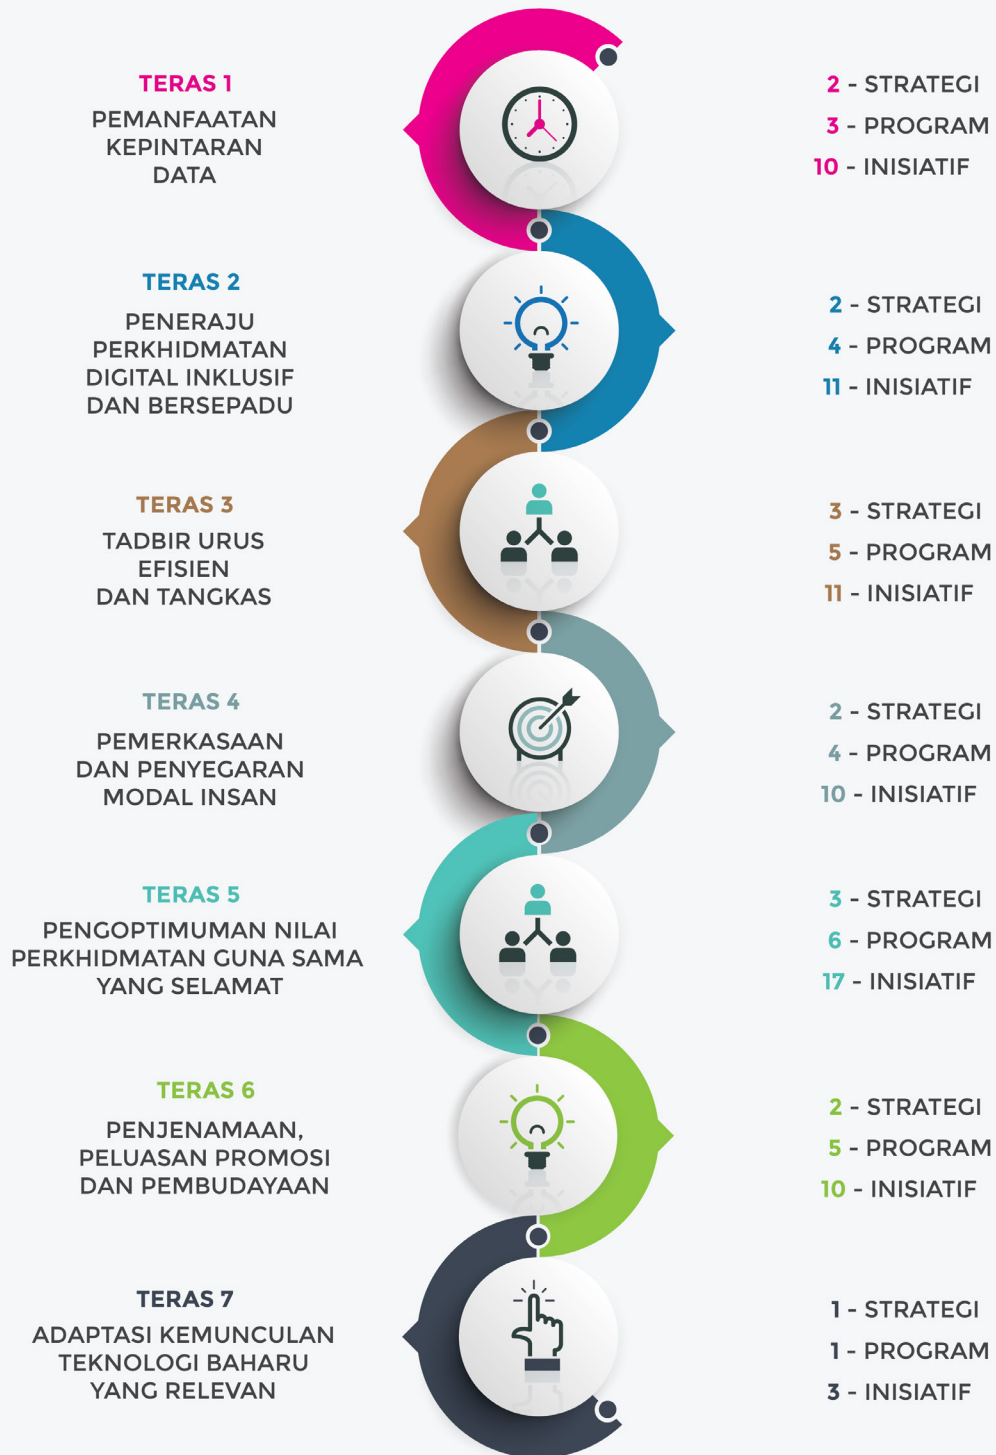 TERAS 1
PEMANFAATAN
KEPINTARAN
DATA
2 - STRATEGI
3 - PROGRAM
10 - INISIATIF
TERAS 2
PENERAJU
PERKHIDMATAN
DIGITAL INKLUSIF
DAN BERSEPADU
2 - STRATEGI
4 - PROGRAM
11 - INISIATIF
TERAS 3
TADBIR URUS
EFISIEN
DAN TANGKAS
3 - STRATEGI
5 - PROGRAM
11 - INISIATIF
TERAS 4
PEMERKASAAN
DAN PENYEGARAN
MODAL INSAN
2 - STRATEGI
4 - PROGRAM
10 - INISIATIF
TERAS 5
PENGOPTIMUMAN NILAI
PERKHIDMATAN GUNA SAMA
YANG SELAMAT
3 - STRATEGI
6 - PROGRAM
17 - INISIATIF
TERAS 6
PENJENAMAAN,
PELUASAN PROMOSI
DAN PEMBUDAYAAN
2 - STRATEGI
5 - PROGRAM
10 - INISIATIF
TERAS 7
ADAPTASI KEMUNCULAN
TEKNOLOGI BAHARU
YANG RELEVAN
1 - STRATEGI
1 - PROGRAM
3 - INISIATIF